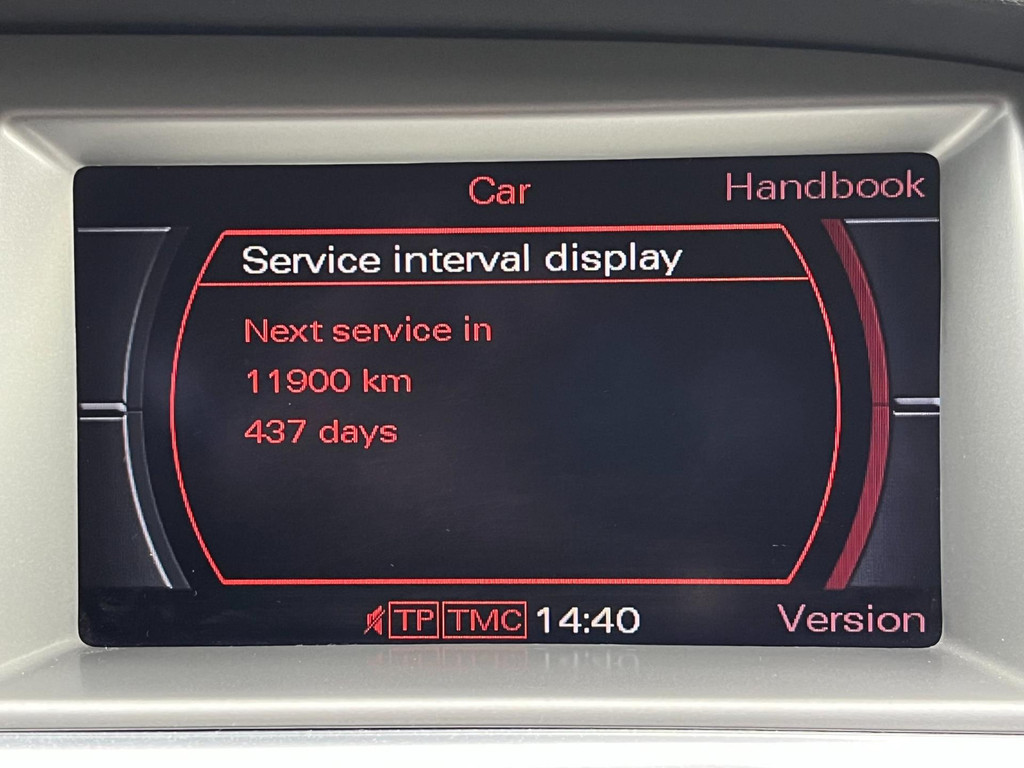 Car
Handbook
Service interval display
Next service in
11900 km
437 days
TP TMC 14:40
Version